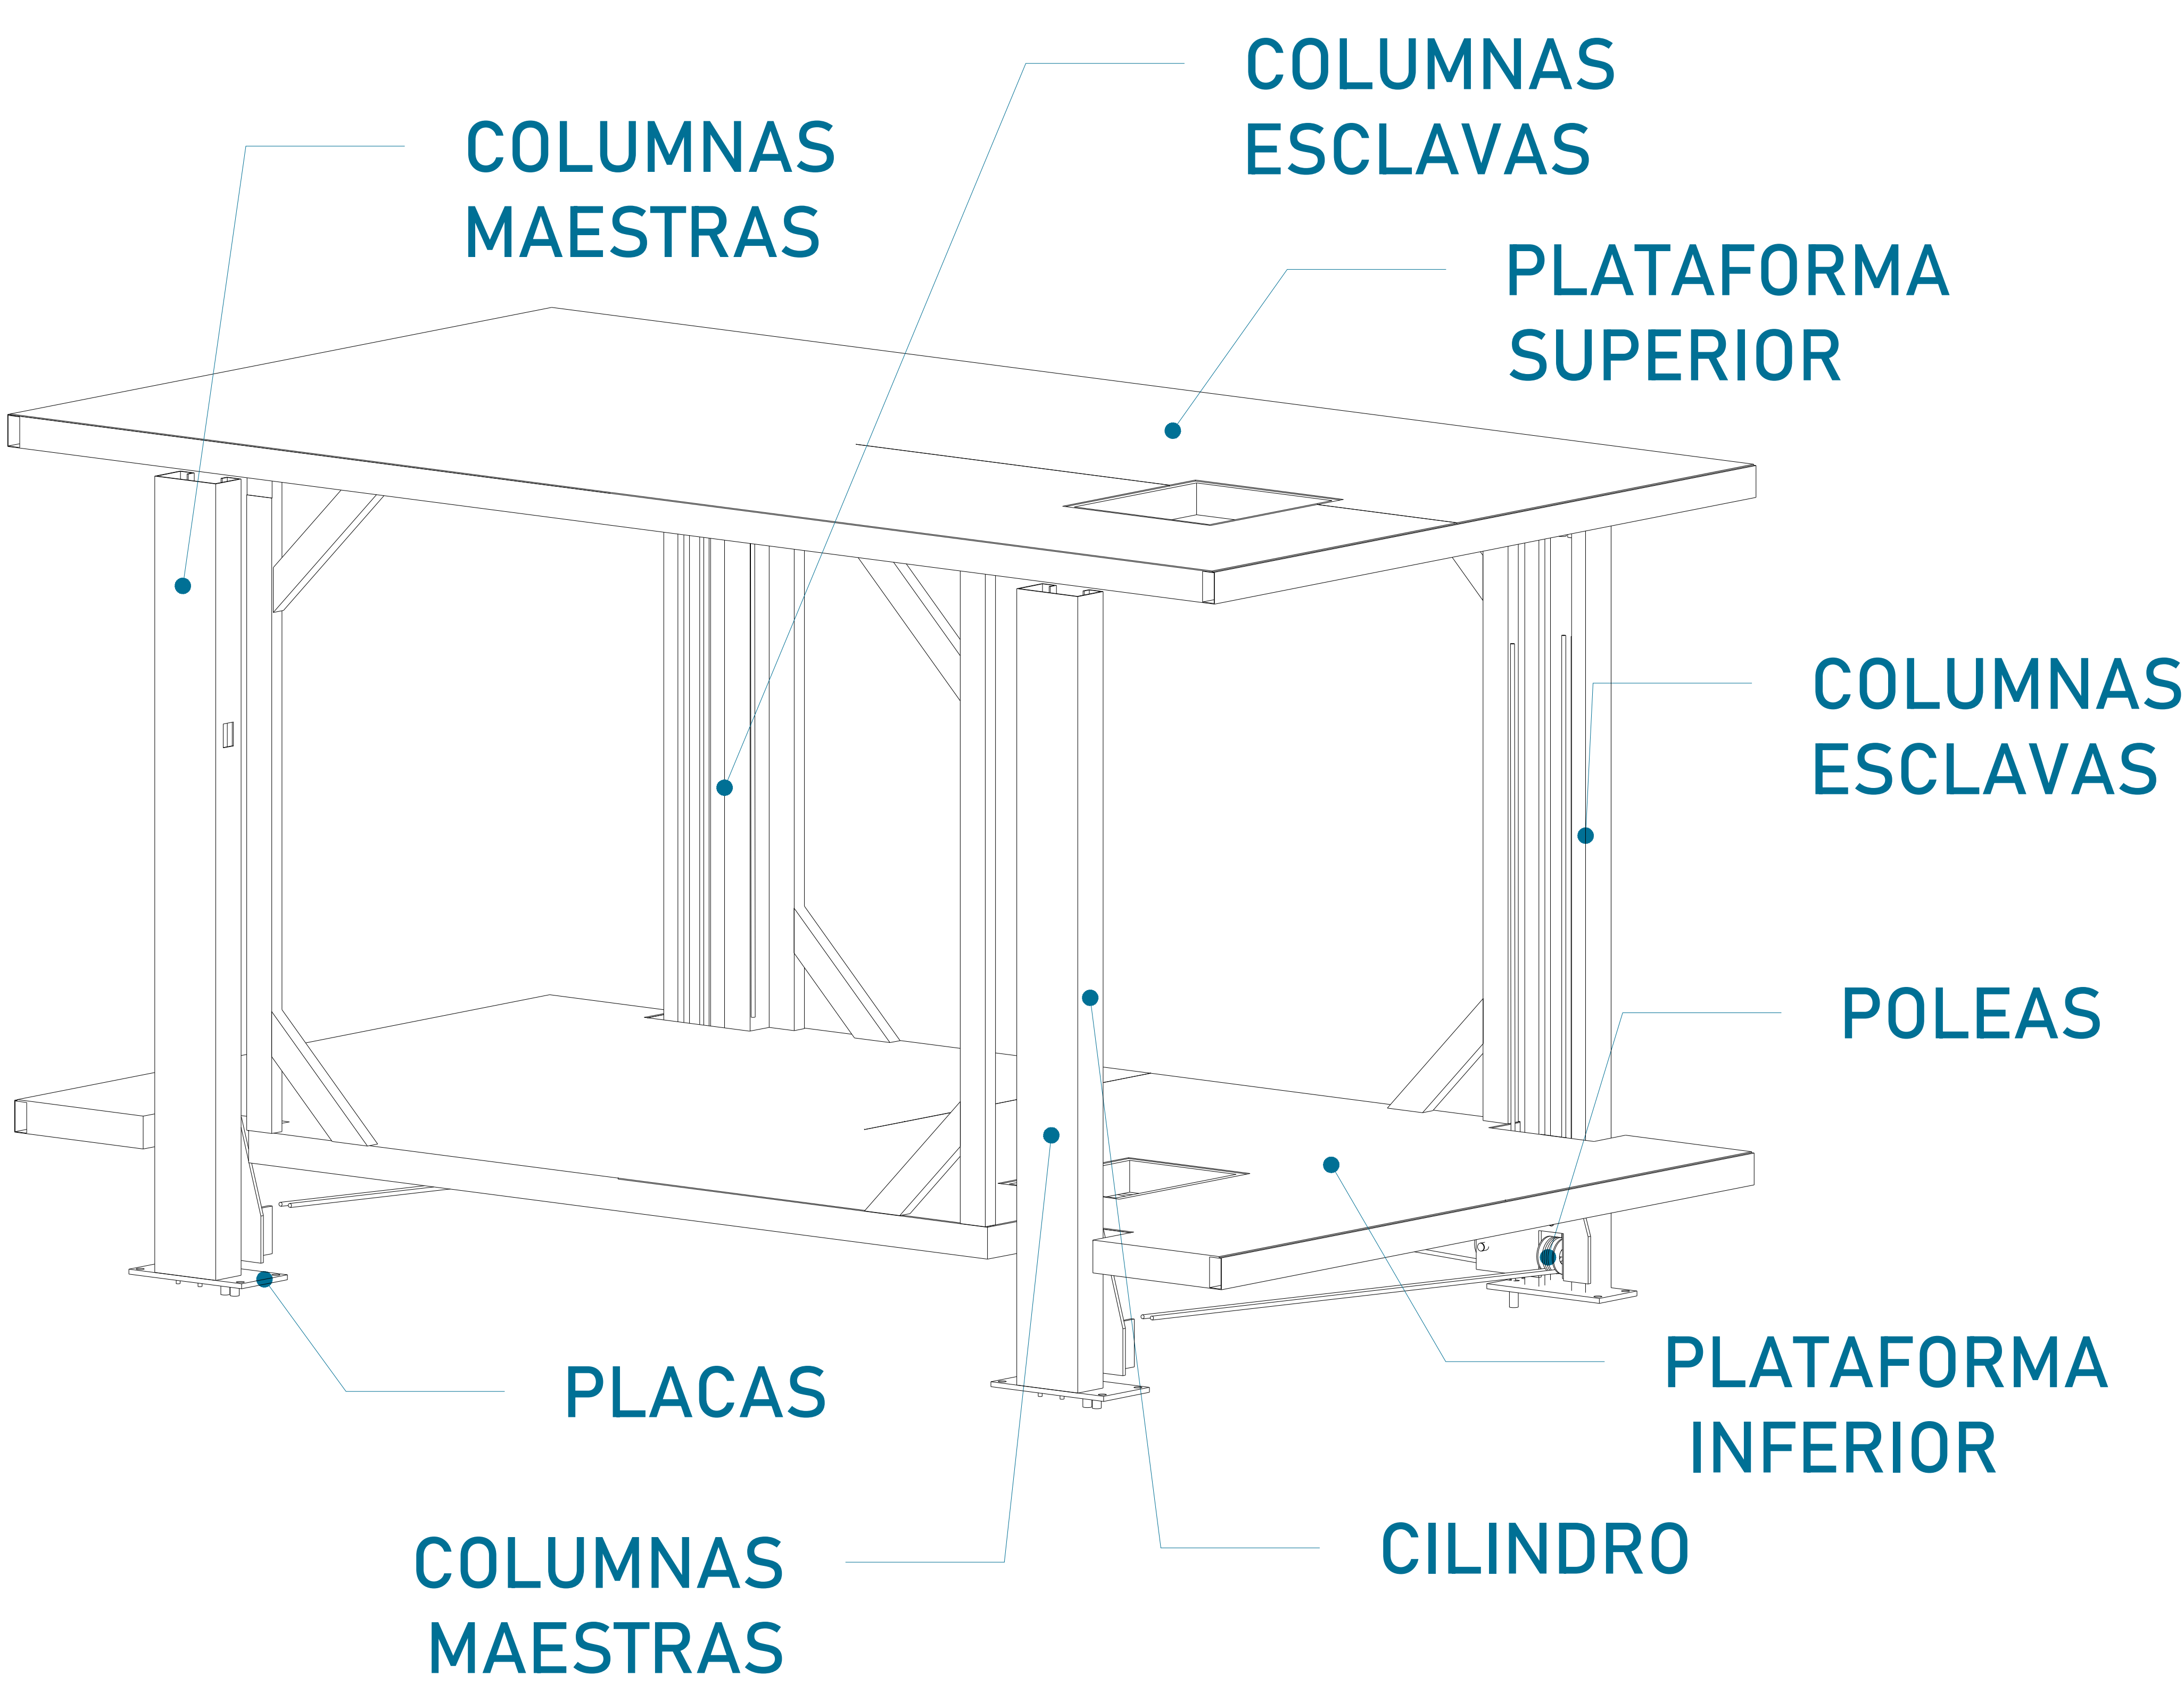 COLUMNAS
ESCLAVAS
COLUMNAS
MAESTRAS
PLATAFORMA
SUPERIOR
COLUMNAS
ESCLAVAS
POLEAS
PLATAFORMA
INFERIOR
PLACAS
CILINDRO
COLUMNAS
MAESTRAS